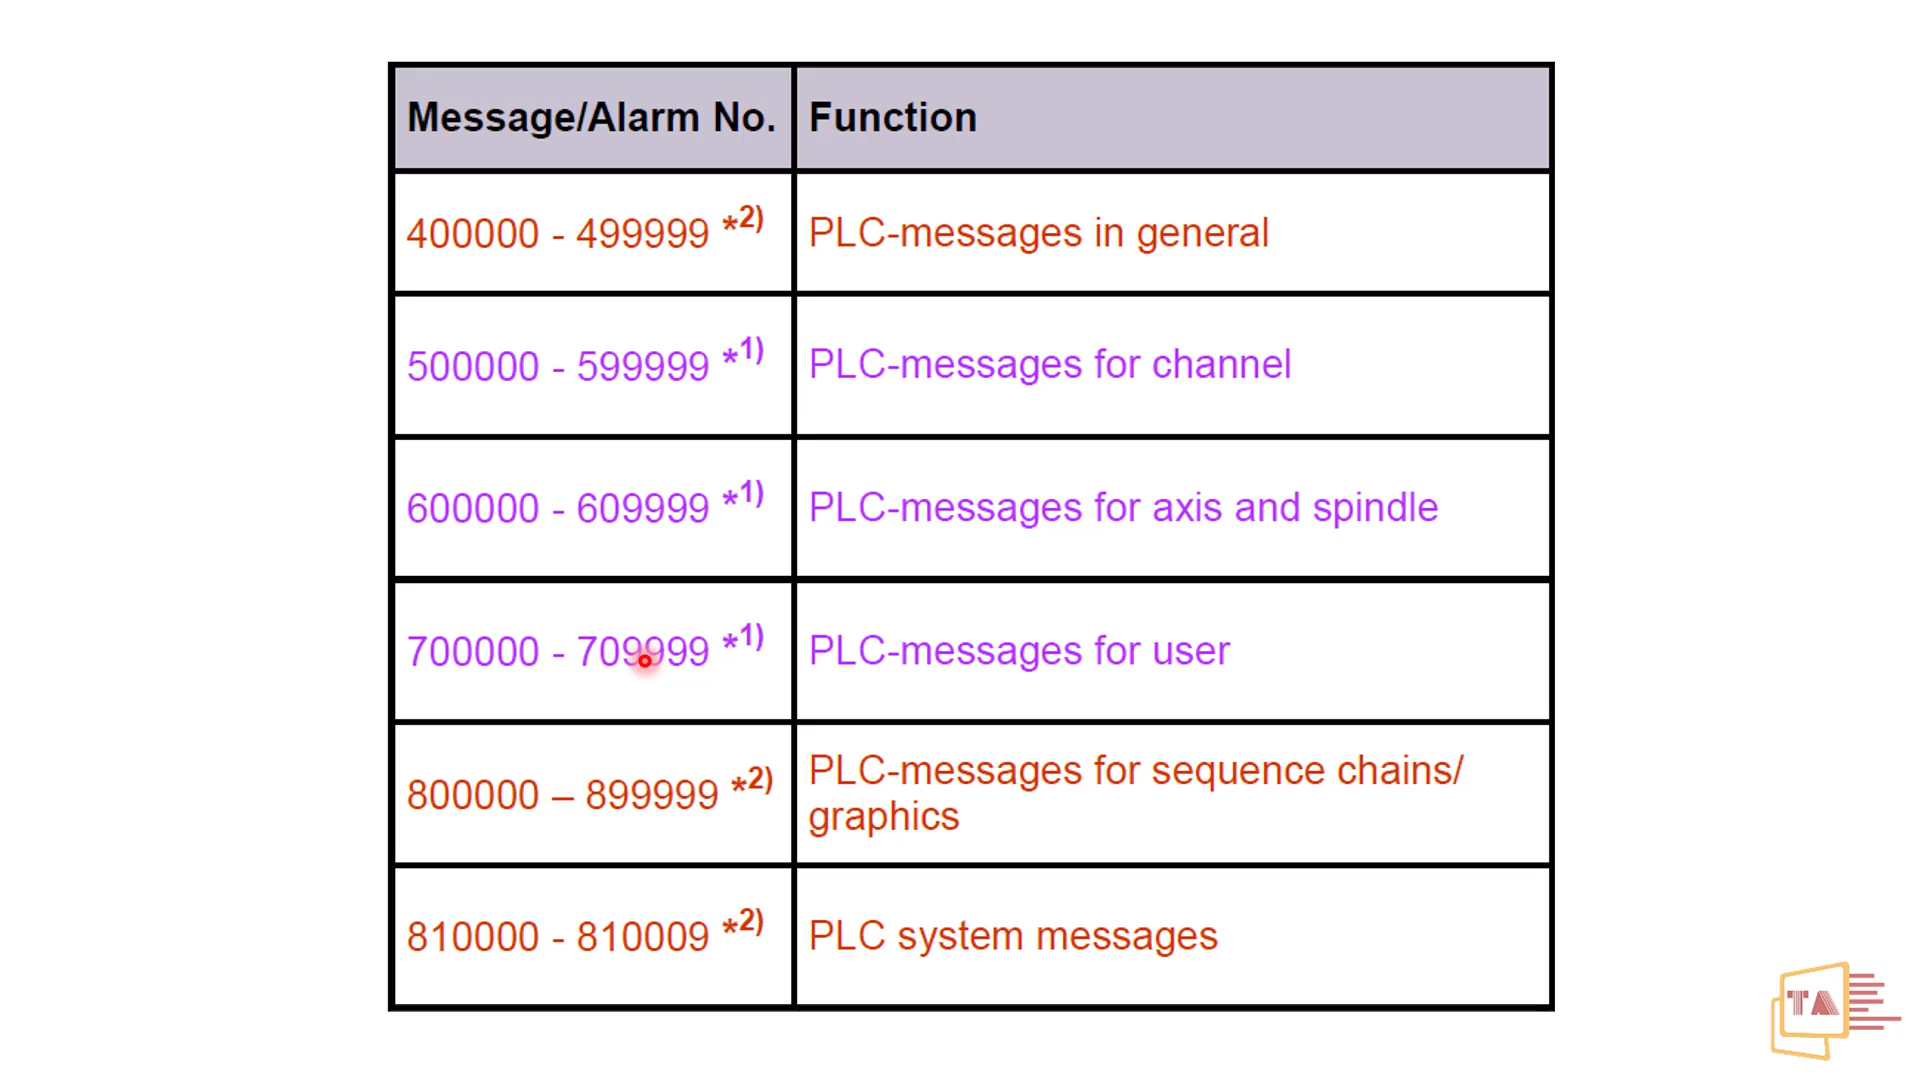 Message/Alarm No. Function
400000 - 499999 *2) PLC-messages in general
500000 - 599999 *1) PLC-messages for channel
600000 - 609999 *1) PLC-messages for axis and spindle
700000 - 709999 *1) PLC-messages for user
800000 – 899999 *2) PLC-messages for sequence chains/
graphics
810000 - 810009 *2) PLC system messages
TA